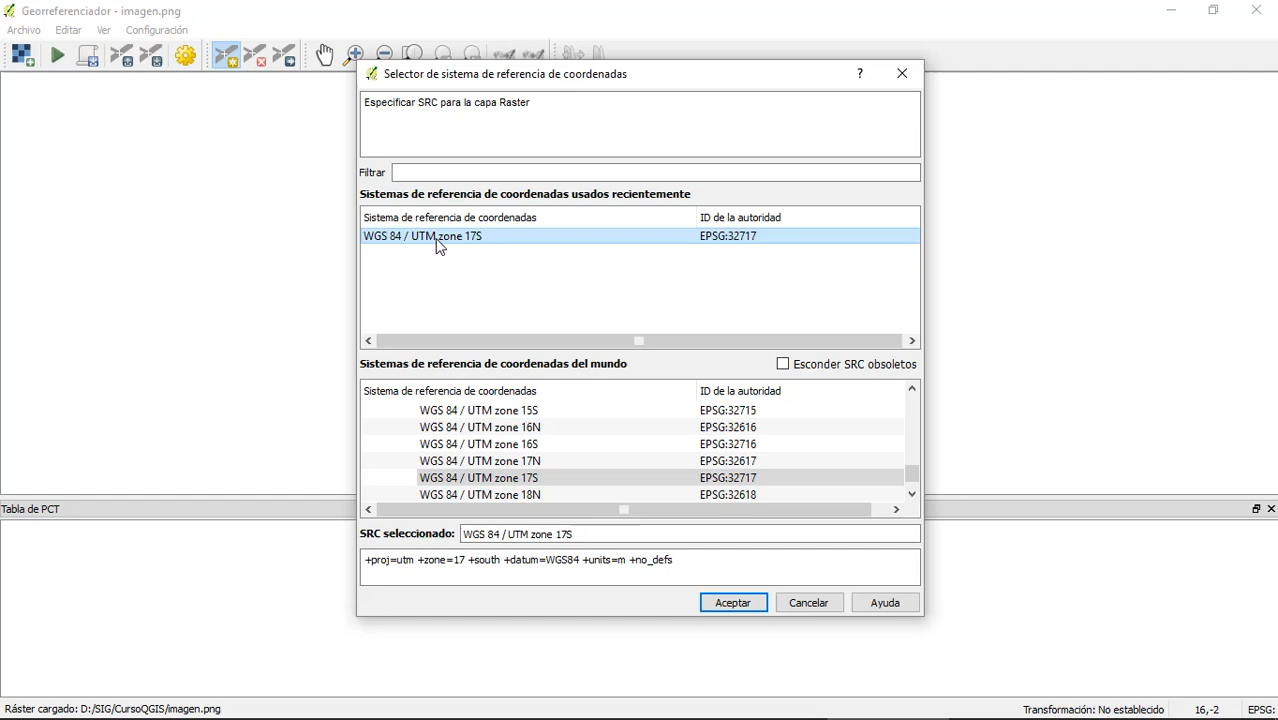 Georreferenciador - imagen.png
Archivo Editar Ver Configuración
Selector de sistema de referencia de coordenadas ?
Especificar SRC para la capa Raster
Filtrar
Sistemas de referencia de coordenadas usados recientemente
Sistema de referencia de coordenadas ID de la autoridad
WGS 84 / UTM zone 17S EPSG:32717
Sistemas de referencia de coordenadas del mundo Esconder SRC obsoletos
Sistema de referencia de coordenadas ID de la autoridad
WGS 84 / UTM zone 15S EPSG:32715
WGS 84 / UTM zone 16N EPSG:32616
WGS 84 / UTM zone 16S EPSG:32716
WGS 84 / UTM zone 17N EPSG:32617
WGS 84 / UTM zone 17S EPSG:32717
WGS 84 / UTM zone 18N EPSG:32618
Tabla de PCT
SRC seleccionado: WGS 84 / UTM zone 17S
+proj=utm +zone=17 +south +datum=WGS84 +units=m +no_defs
Aceptar Cancelar Ayuda
Ráster cargado: D:/SIG/CursoQGIS/imagen.png Transformación: No establecido 16,-2 EPSG: